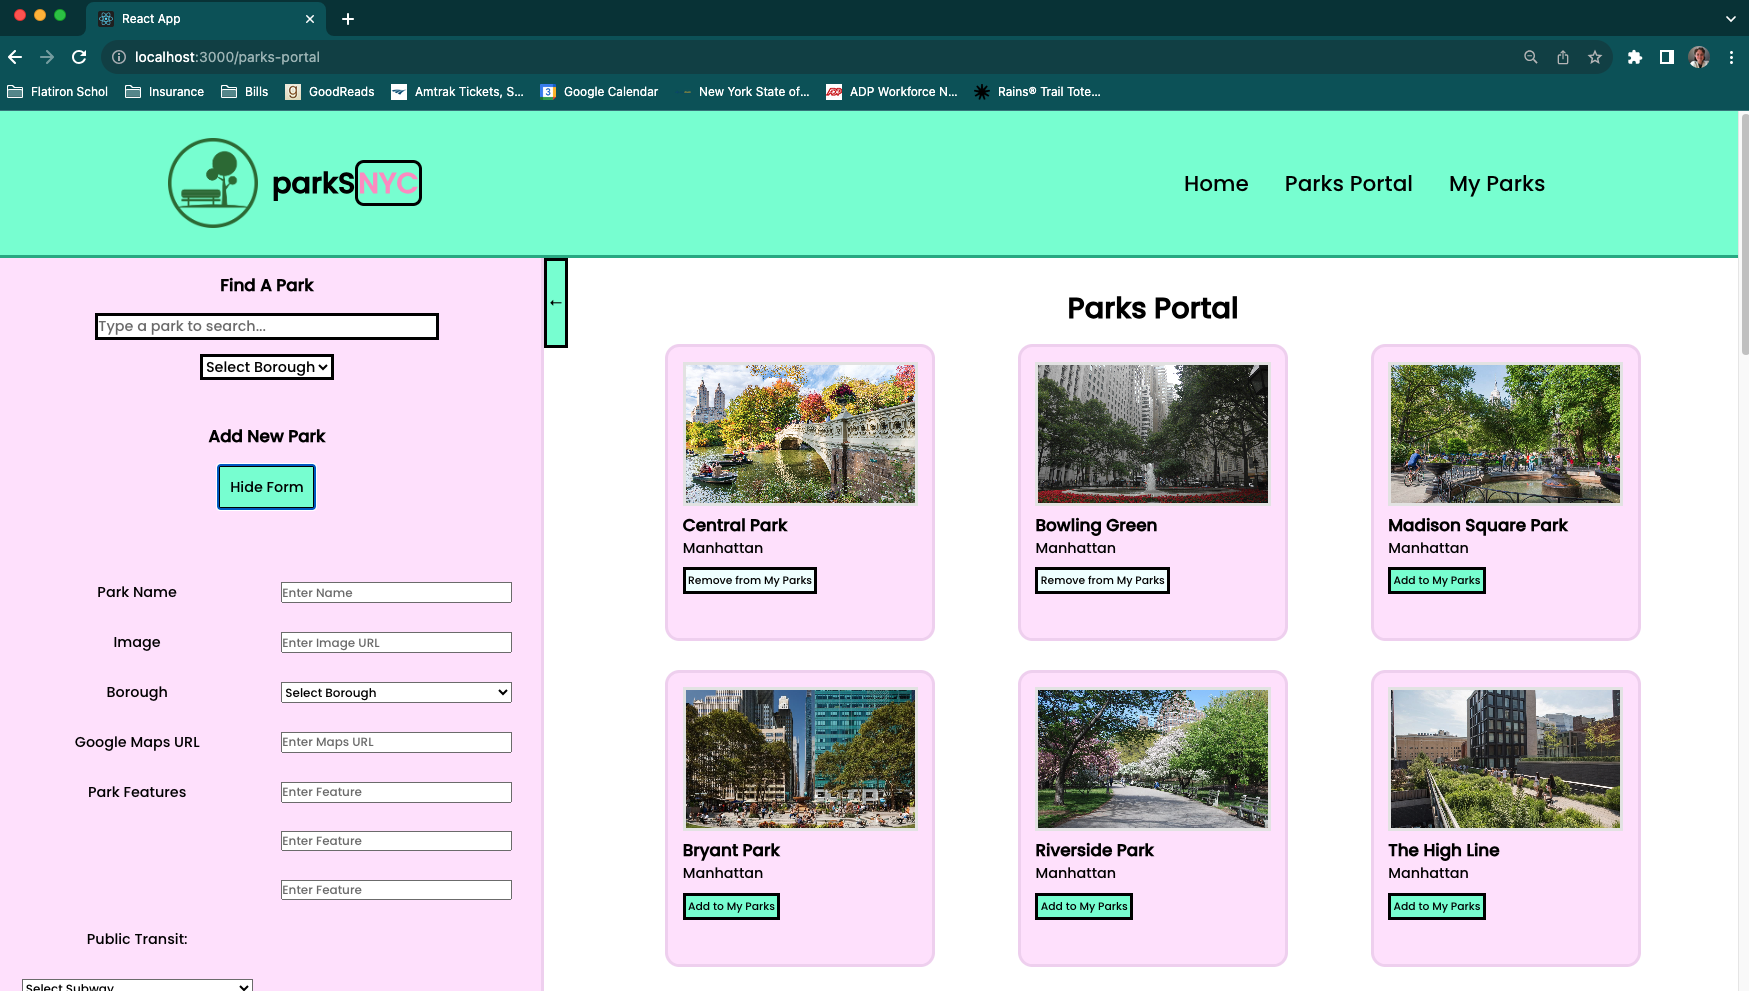 React App
localhost:3000/parks-portal
Flatiron Schol
Insurance
Bills
GoodReads
Amtrak Tickets, S...
Google Calendar
New York State of...
ADP Workforce N...
Rains® Trail Tote...
parkSNYC
Home
Parks Portal
My Parks
Find A Park
Type a park to search...
Select Borough
Add New Park
Hide Form
Park Name
Enter Name
Image
Enter Image URL
Borough
Select Borough
Google Maps URL
Enter Maps URL
Park Features
Enter Feature
Enter Feature
Enter Feature
Public Transit:
Select Subway
←
Parks Portal
Central Park
Manhattan
Remove from My Parks
Bowling Green
Manhattan
Remove from My Parks
Madison Square Park
Manhattan
Add to My Parks
Bryant Park
Manhattan
Add to My Parks
Riverside Park
Manhattan
Add to My Parks
The High Line
Manhattan
Add to My Parks